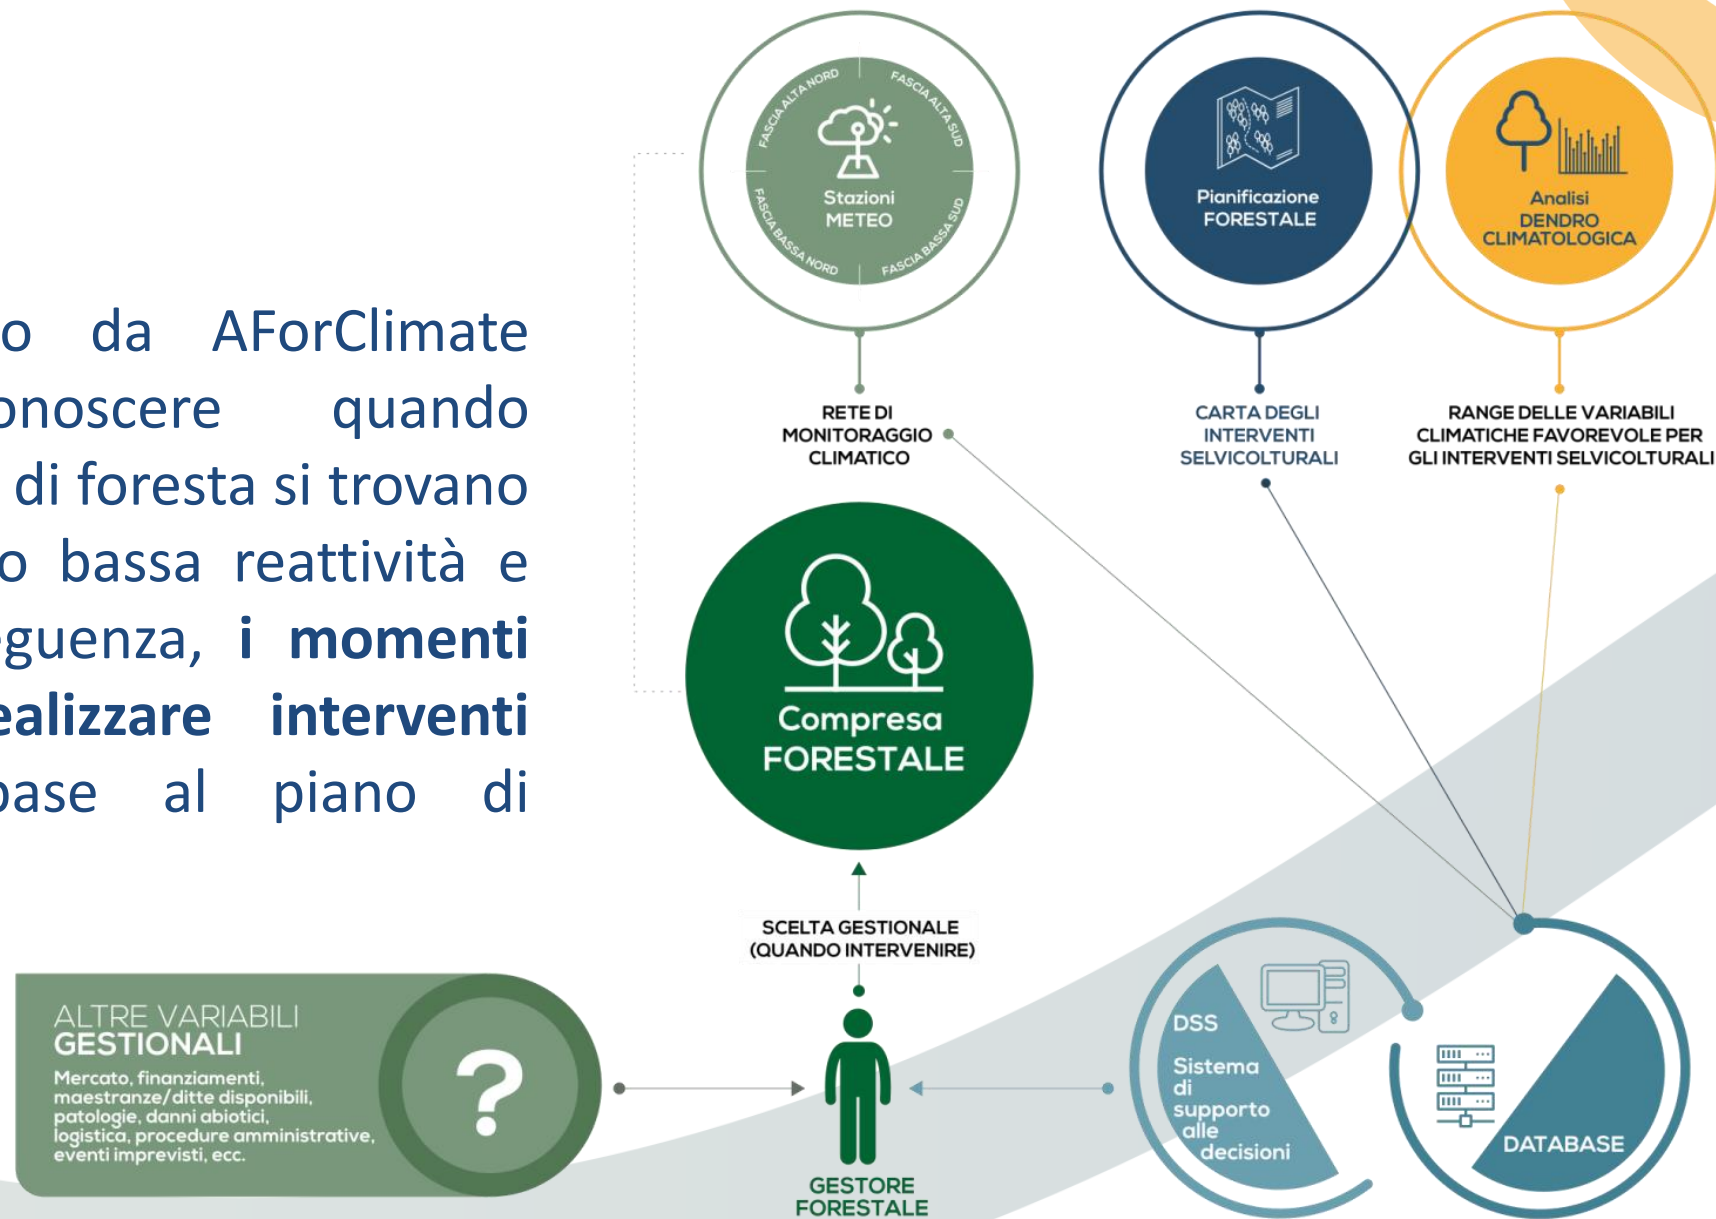 da AForClimate
quando
di foresta si trovano
bassa reattività e
i momenti
interventi
al piano di
FASCIA ALTA NORD
FASCIA ALTA SUD
FASCIA BASSA NORD
FASCIA BASSA SUD
Stazioni
METEO
Pianificazione
FORESTALE
Analisi
DENDRO
CLIMATOLOGICA
RETE DI
MONITORAGGIO
CLIMATICO
CARTA DEGLI
INTERVENTI
SELVICOLTURALI
RANGE DELLE VARIABILI
CLIMATICHE FAVOREVOLE PER
GLI INTERVENTI SELVICOLTURALI
Compresa
FORESTALE
SCELTA GESTIONALE
(QUANDO INTERVENIRE)
ALTRE VARIABILI
GESTIONALI
Mercato, finanziamenti,
maestranze/ditte disponibili,
patologie, danni abiotici,
logistica, procedure amministrative,
eventi imprevisti, ecc.
?
GESTORE
FORESTALE
DSS
Sistema
di
supporto
alle
decisioni
DATABASE